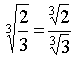 ∛(2/3) = ∛2/∛3